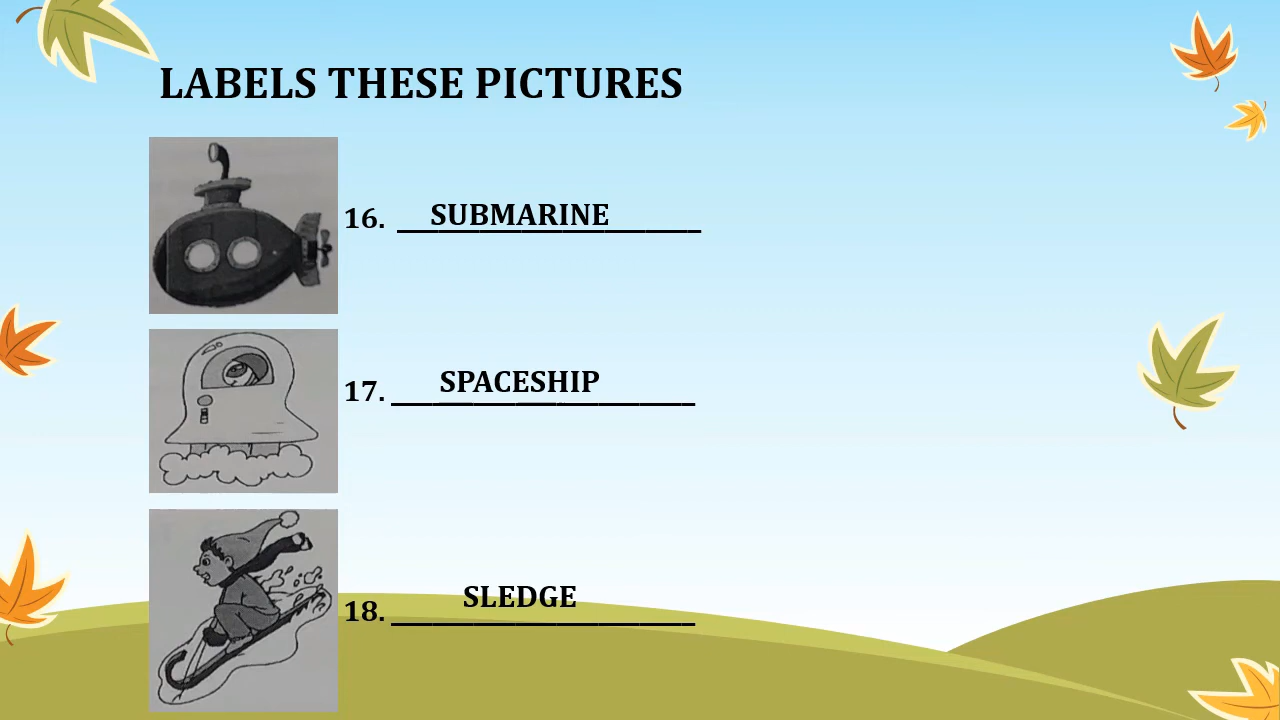 LABELS THESE PICTURES
16. SUBMARINE
17. SPACESHIP
18. SLEDGE